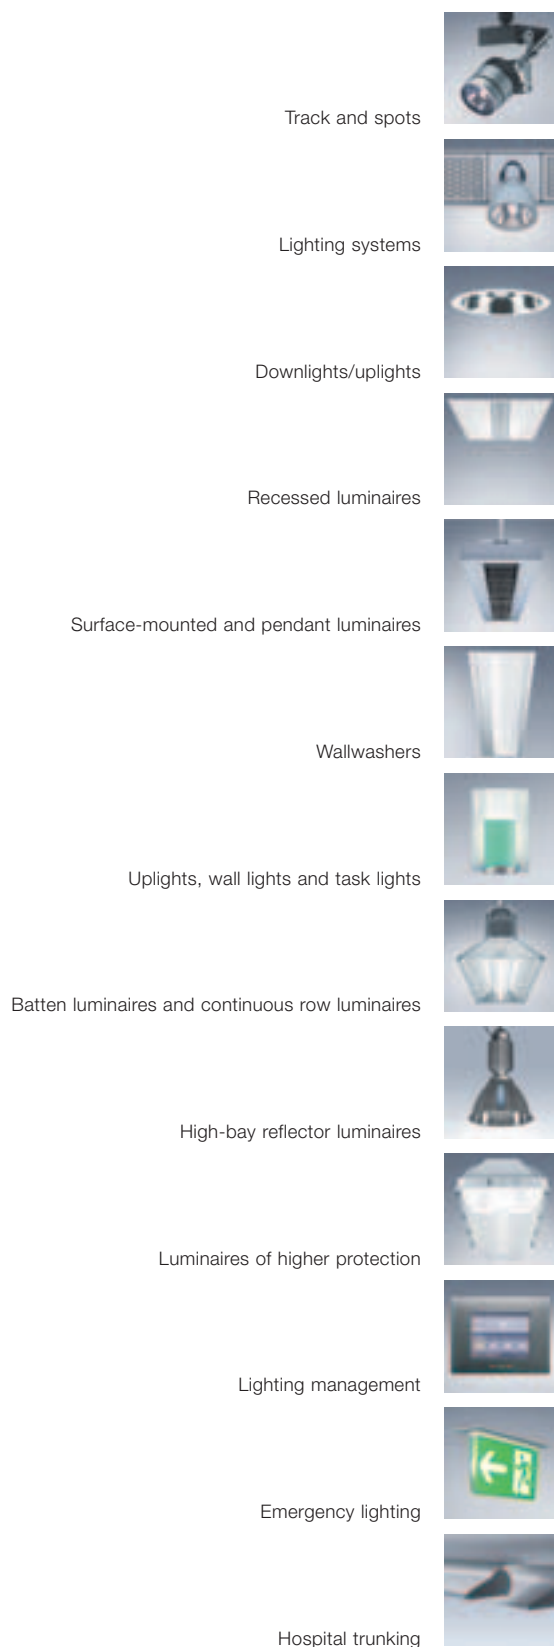 Track and spots
Lighting systems
Downlights/uplights
Recessed luminaires
Surface-mounted and pendant luminaires
Wallwashers
Uplights, wall lights and task lights
Batten luminaires and continuous row luminaires
High-bay reflector luminaires
Luminaires of higher protection
Lighting management
Emergency lighting
Hospital trunking